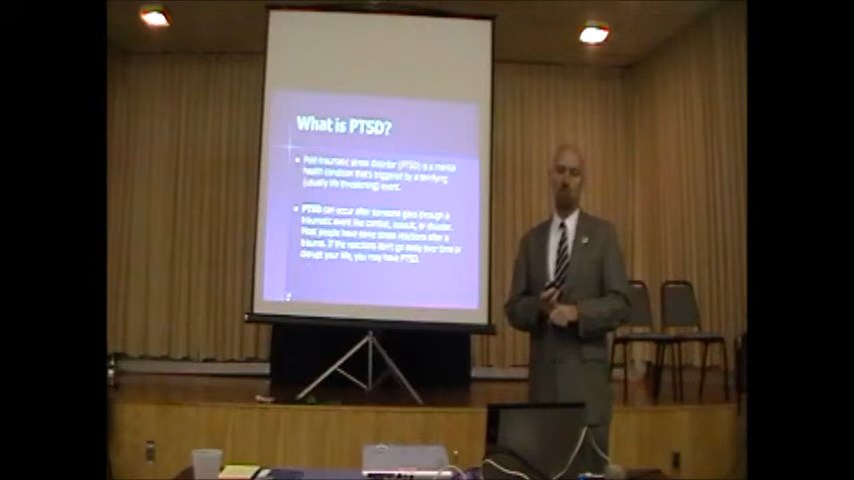 What is PTSD?
Post-traumatic stress disorder (PTSD) is a mental
health condition that's triggered by a terrifying
(usually life threatening) event.
PTSD can occur after someone goes through a
traumatic event like combat, assault, or disaster.
Most people have some stress reactions after a
trauma. If the reactions don't go away over time or
disrupt your life, you may have PTSD.